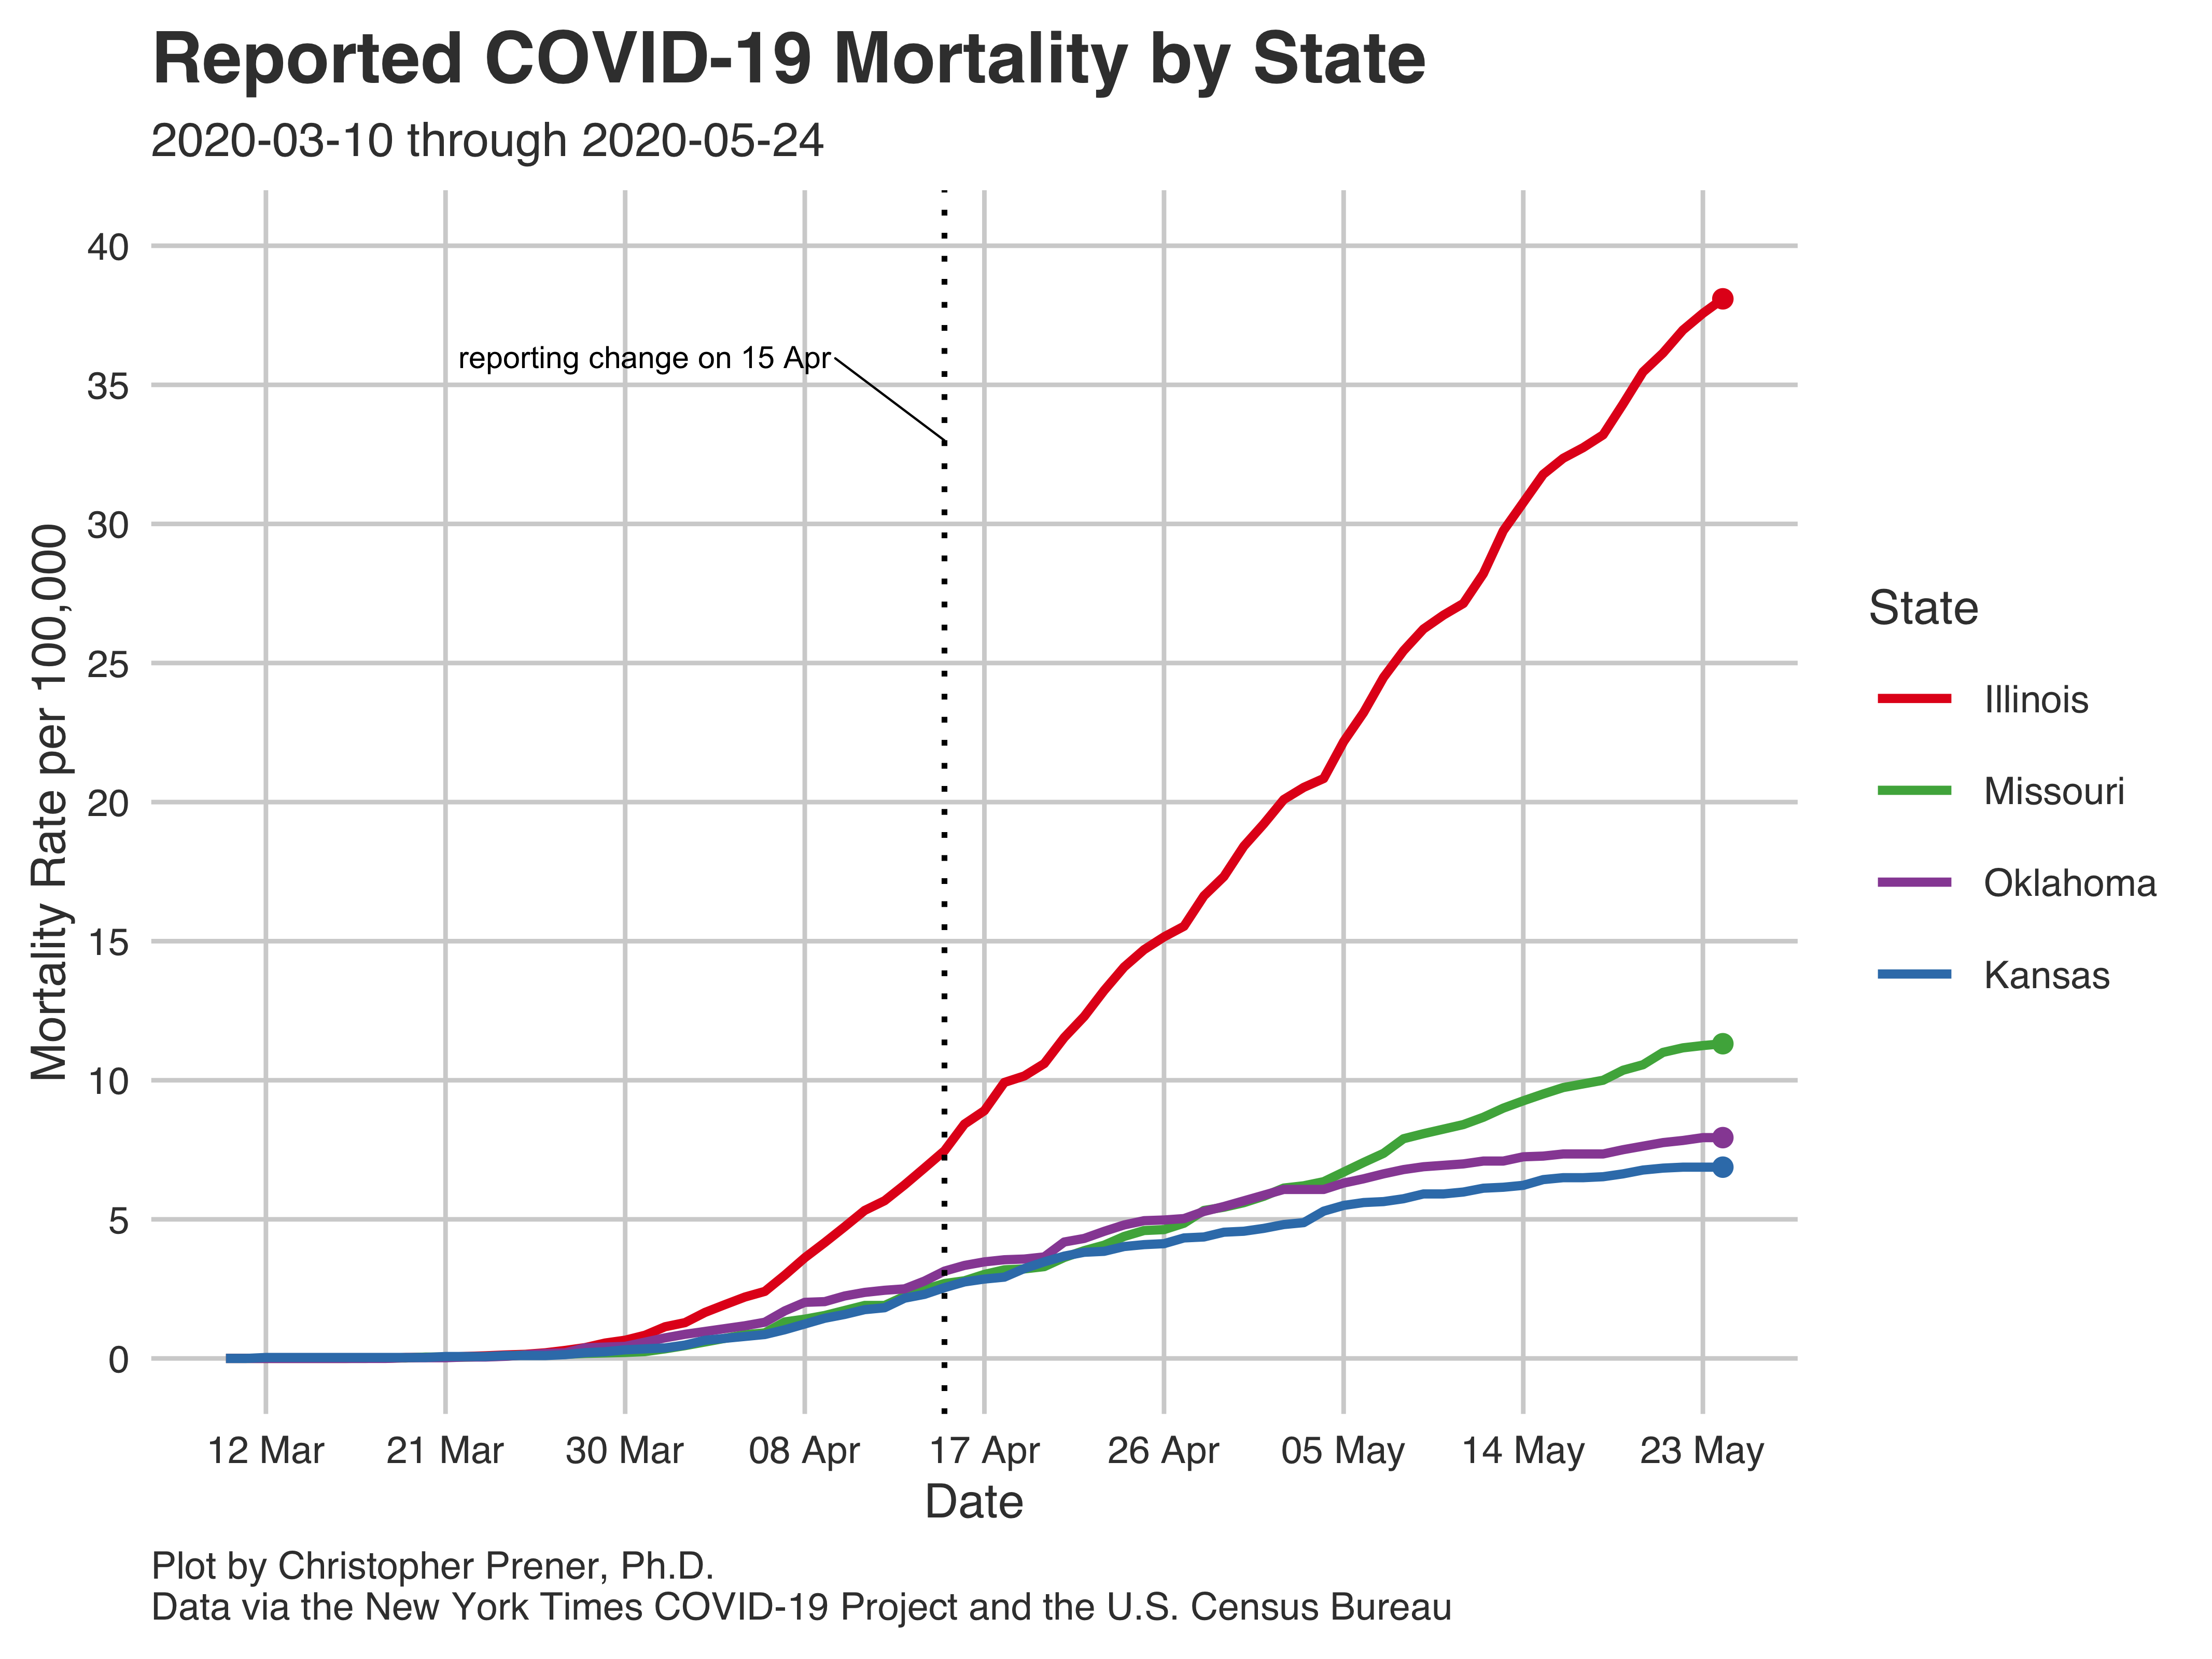 Reported COVID-19 Mortality by State
2020-03-10 through 2020-05-24
40
35
30
25
20
15
10
5
0
Mortality Rate per 100,000
reporting change on 15 Apr
12 Mar
21 Mar
30 Mar
08 Apr
17 Apr
26 Apr
05 May
14 May
23 May
Date
State
Illinois
Missouri
Oklahoma
Kansas
Plot by Christopher Prener, Ph.D.
Data via the New York Times COVID-19 Project and the U.S. Census Bureau